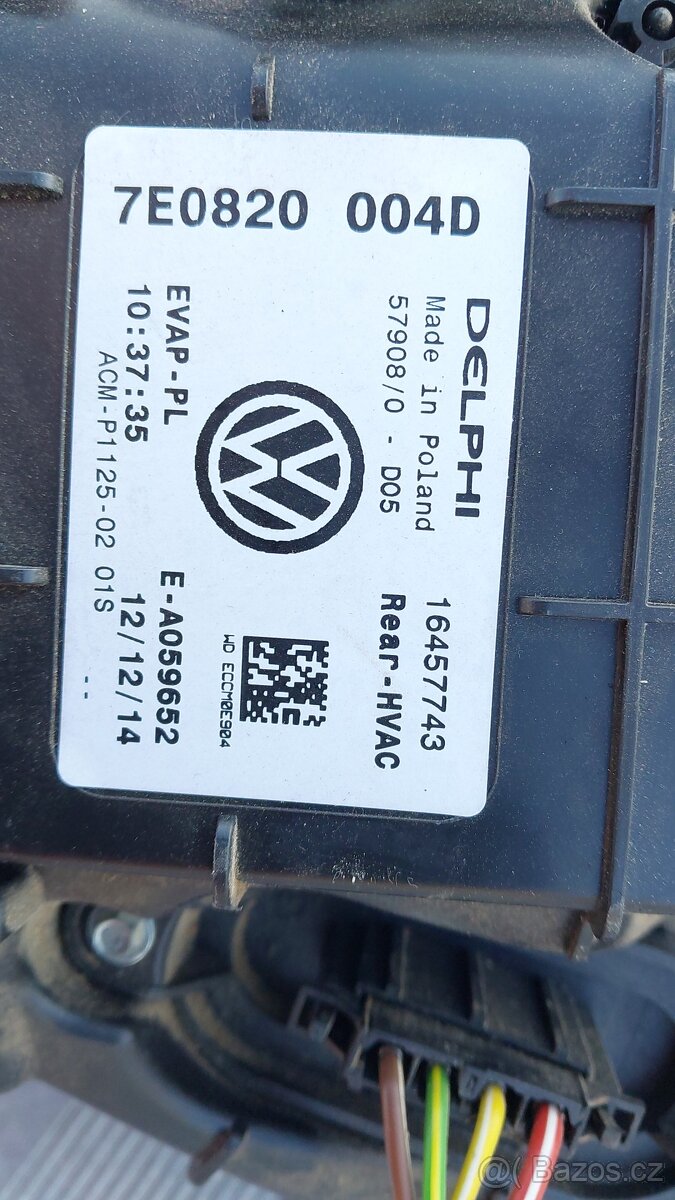 7E0820 004D
DELPHI
Made in Poland 16457743
57908/0 - D05 Rear-HVAC
WD ECCM0E904
EVAP-PL E-A059652
10:37:35 12/12/14
ACM-P1125-02 01S --
@( Bazos.cz